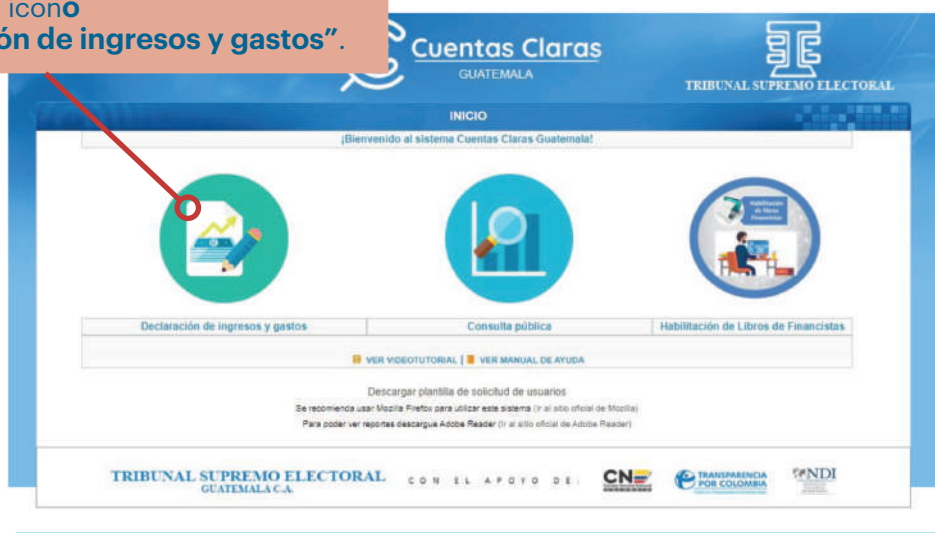 icono
ón de ingresos y gastos”.
Cuentas Claras
GUATEMALA
TRIBUNAL SUPREMO ELECTORAL
INICIO
¡Bienvenido al sistema Cuentas Claras Guatemala!
Habilitación
de libros
Financistas
Declaración de ingresos y gastos
Consulta pública
Habilitación de Libros de Financistas
VER VIDEOTUTORIAL | VER MANUAL DE AYUDA
Descargar plantilla de solicitud de usuarios
Se recomienda usar Mozilla Firefox para utilizar este sistema (Ir al sitio oficial de Mozilla)
Para poder ver reportes descargue Adobe Reader (Ir al sitio oficial de Adobe Reader)
TRIBUNAL SUPREMO ELECTORAL
GUATEMALA C.A.
CON EL APOYO DE:
CNE
TRANSPARENCIA
POR COLOMBIA
NDI